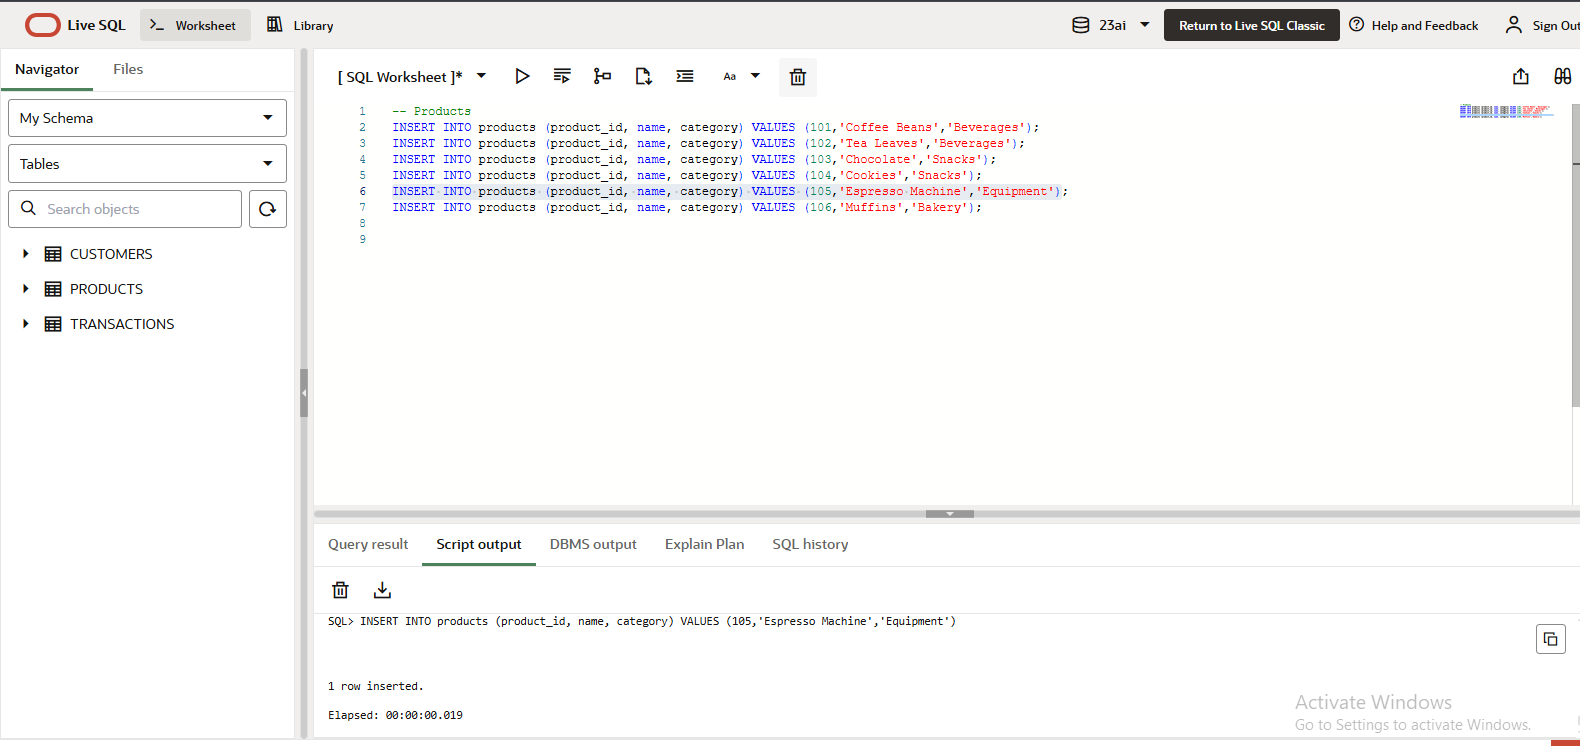 Live SQL
Worksheet
Library
23ai
Return to Live SQL Classic
Help and Feedback
Sign Out
Navigator
Files
My Schema
Tables
Search objects
CUSTOMERS
PRODUCTS
TRANSACTIONS
[ SQL Worksheet ]*
Aa
1 -- Products
2 INSERT INTO products (product_id, name, category) VALUES (101,'Coffee Beans','Beverages');
3 INSERT INTO products (product_id, name, category) VALUES (102,'Tea Leaves','Beverages');
4 INSERT INTO products (product_id, name, category) VALUES (103,'Chocolate','Snacks');
5 INSERT INTO products (product_id, name, category) VALUES (104,'Cookies','Snacks');
6 INSERT INTO products (product_id, name, category) VALUES (105,'Espresso Machine','Equipment');
7 INSERT INTO products (product_id, name, category) VALUES (106,'Muffins','Bakery');
8
9
Query result
Script output
DBMS output
Explain Plan
SQL history
SQL> INSERT INTO products (product_id, name, category) VALUES (105,'Espresso Machine','Equipment')
1 row inserted.
Elapsed: 00:00:00.019
Activate Windows
Go to Settings to activate Windows.